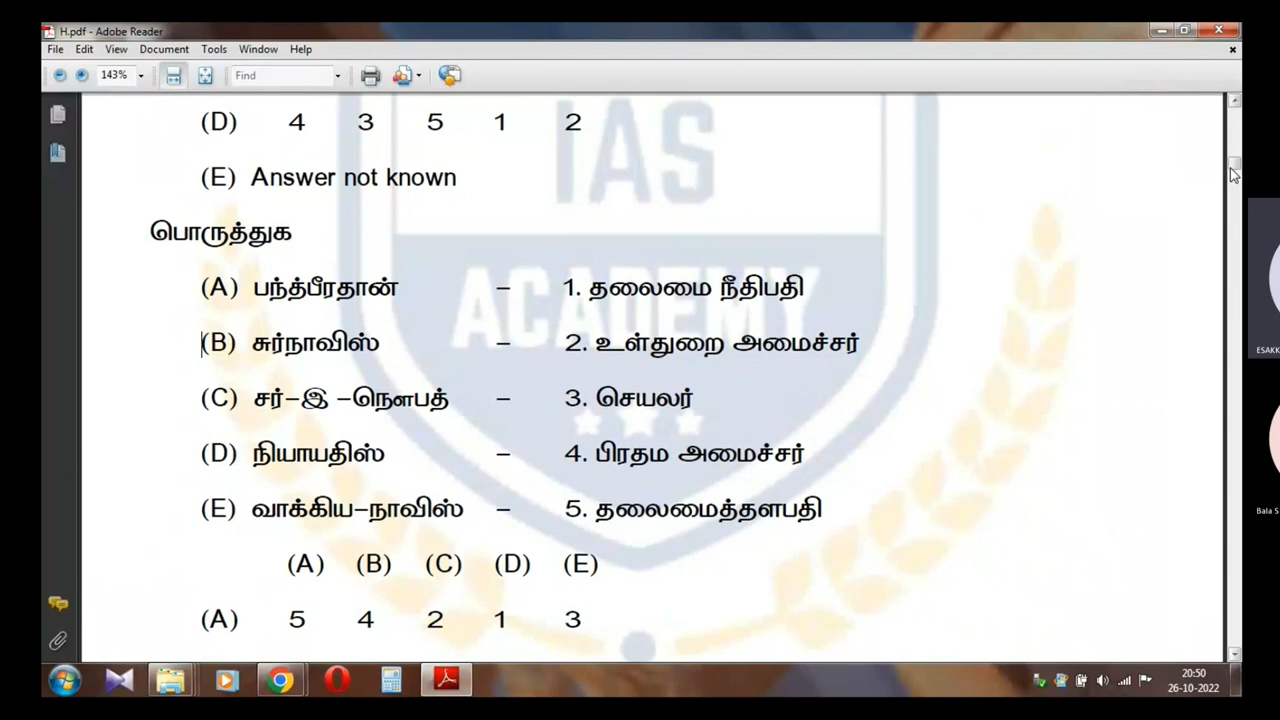 H.pdf - Adobe Reader
File Edit View Document Tools Window Help
143% Find
(D) 4 3 5 1 2
(E) Answer not known
பொருத்துக
(A) பந்த்பீரதான் – 1. தலைமை நீதிபதி
(B) சுர்நாவிஸ் – 2. உள்துறை அமைச்சர்
(C) சர்–இ –நௌபத் – 3. செயலர்
(D) நியாயதிஸ் – 4. பிரதம அமைச்சர்
(E) வாக்கிய–நாவிஸ் – 5. தலைமைத்தளபதி
(A) (B) (C) (D) (E)
(A) 5 4 2 1 3
IAS
ACADEMY
ESAKK
Bala S
20:50
26-10-2022